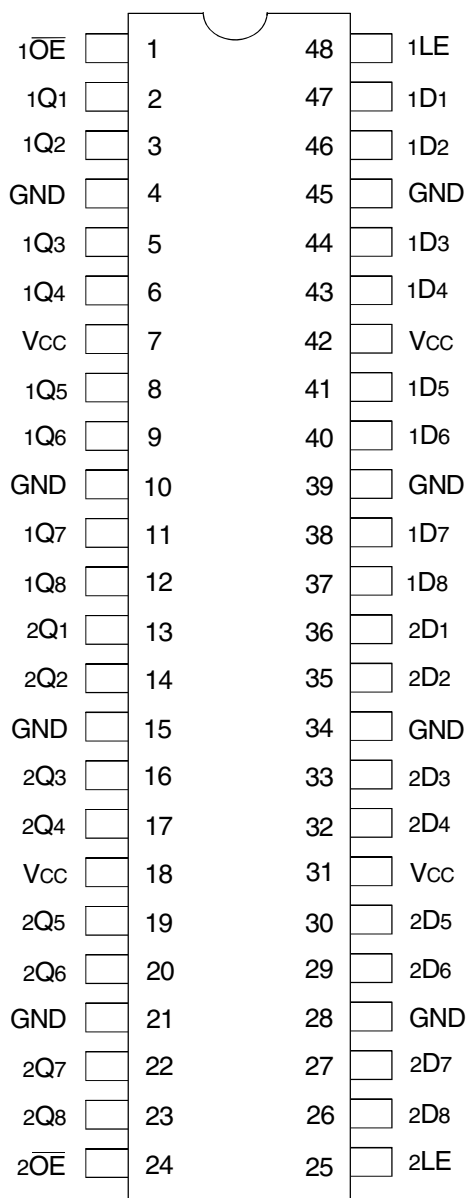 1O̅E̅ 1 48 1LE
1Q1 2 47 1D1
1Q2 3 46 1D2
GND 4 45 GND
1Q3 5 44 1D3
1Q4 6 43 1D4
VCC 7 42 VCC
1Q5 8 41 1D5
1Q6 9 40 1D6
GND 10 39 GND
1Q7 11 38 1D7
1Q8 12 37 1D8
2Q1 13 36 2D1
2Q2 14 35 2D2
GND 15 34 GND
2Q3 16 33 2D3
2Q4 17 32 2D4
VCC 18 31 VCC
2Q5 19 30 2D5
2Q6 20 29 2D6
GND 21 28 GND
2Q7 22 27 2D7
2Q8 23 26 2D8
2O̅E̅ 24 25 2LE